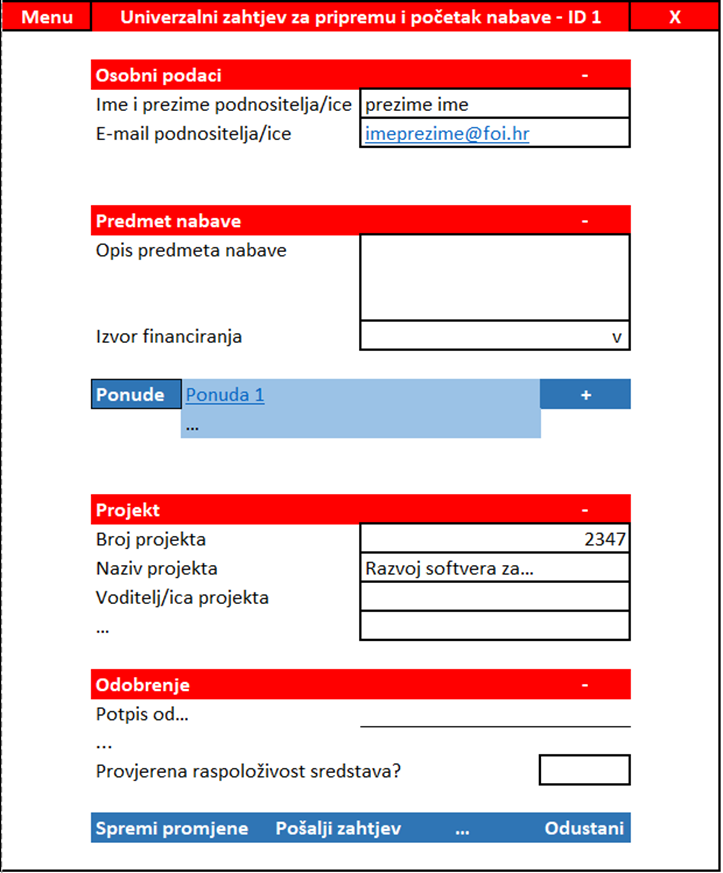 Menu Univerzalni zahtjev za pripremu i početak nabave - ID 1 X
Osobni podaci -
Ime i prezime podnositelja/ice prezime ime
E-mail podnositelja/ice imeprezime@foi.hr
Predmet nabave -
Opis predmeta nabave
Izvor financiranja v
Ponude Ponuda 1 +
...
Projekt -
Broj projekta 2347
Naziv projekta Razvoj softvera za...
Voditelj/ica projekta
...
Odobrenje -
Potpis od...
...
Provjerena raspoloživost sredstava?
Spremi promjene Pošalji zahtjev ... Odustani